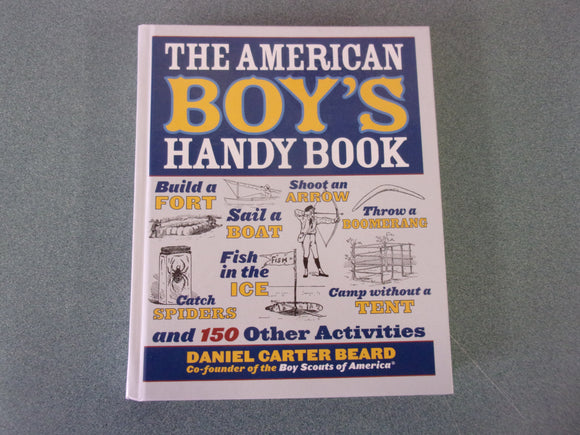 THE AMERICAN
BOY'S
HANDY BOOK
Build a
FORT
Shoot an
ARROW
Sail a
BOAT
Throw a
BOOMERANG
Fish
in the
ICE
FISH
Catch
SPIDERS
Camp without a
TENT
and 150 Other Activities
DANIEL CARTER BEARD
Co-founder of the Boy Scouts of America®